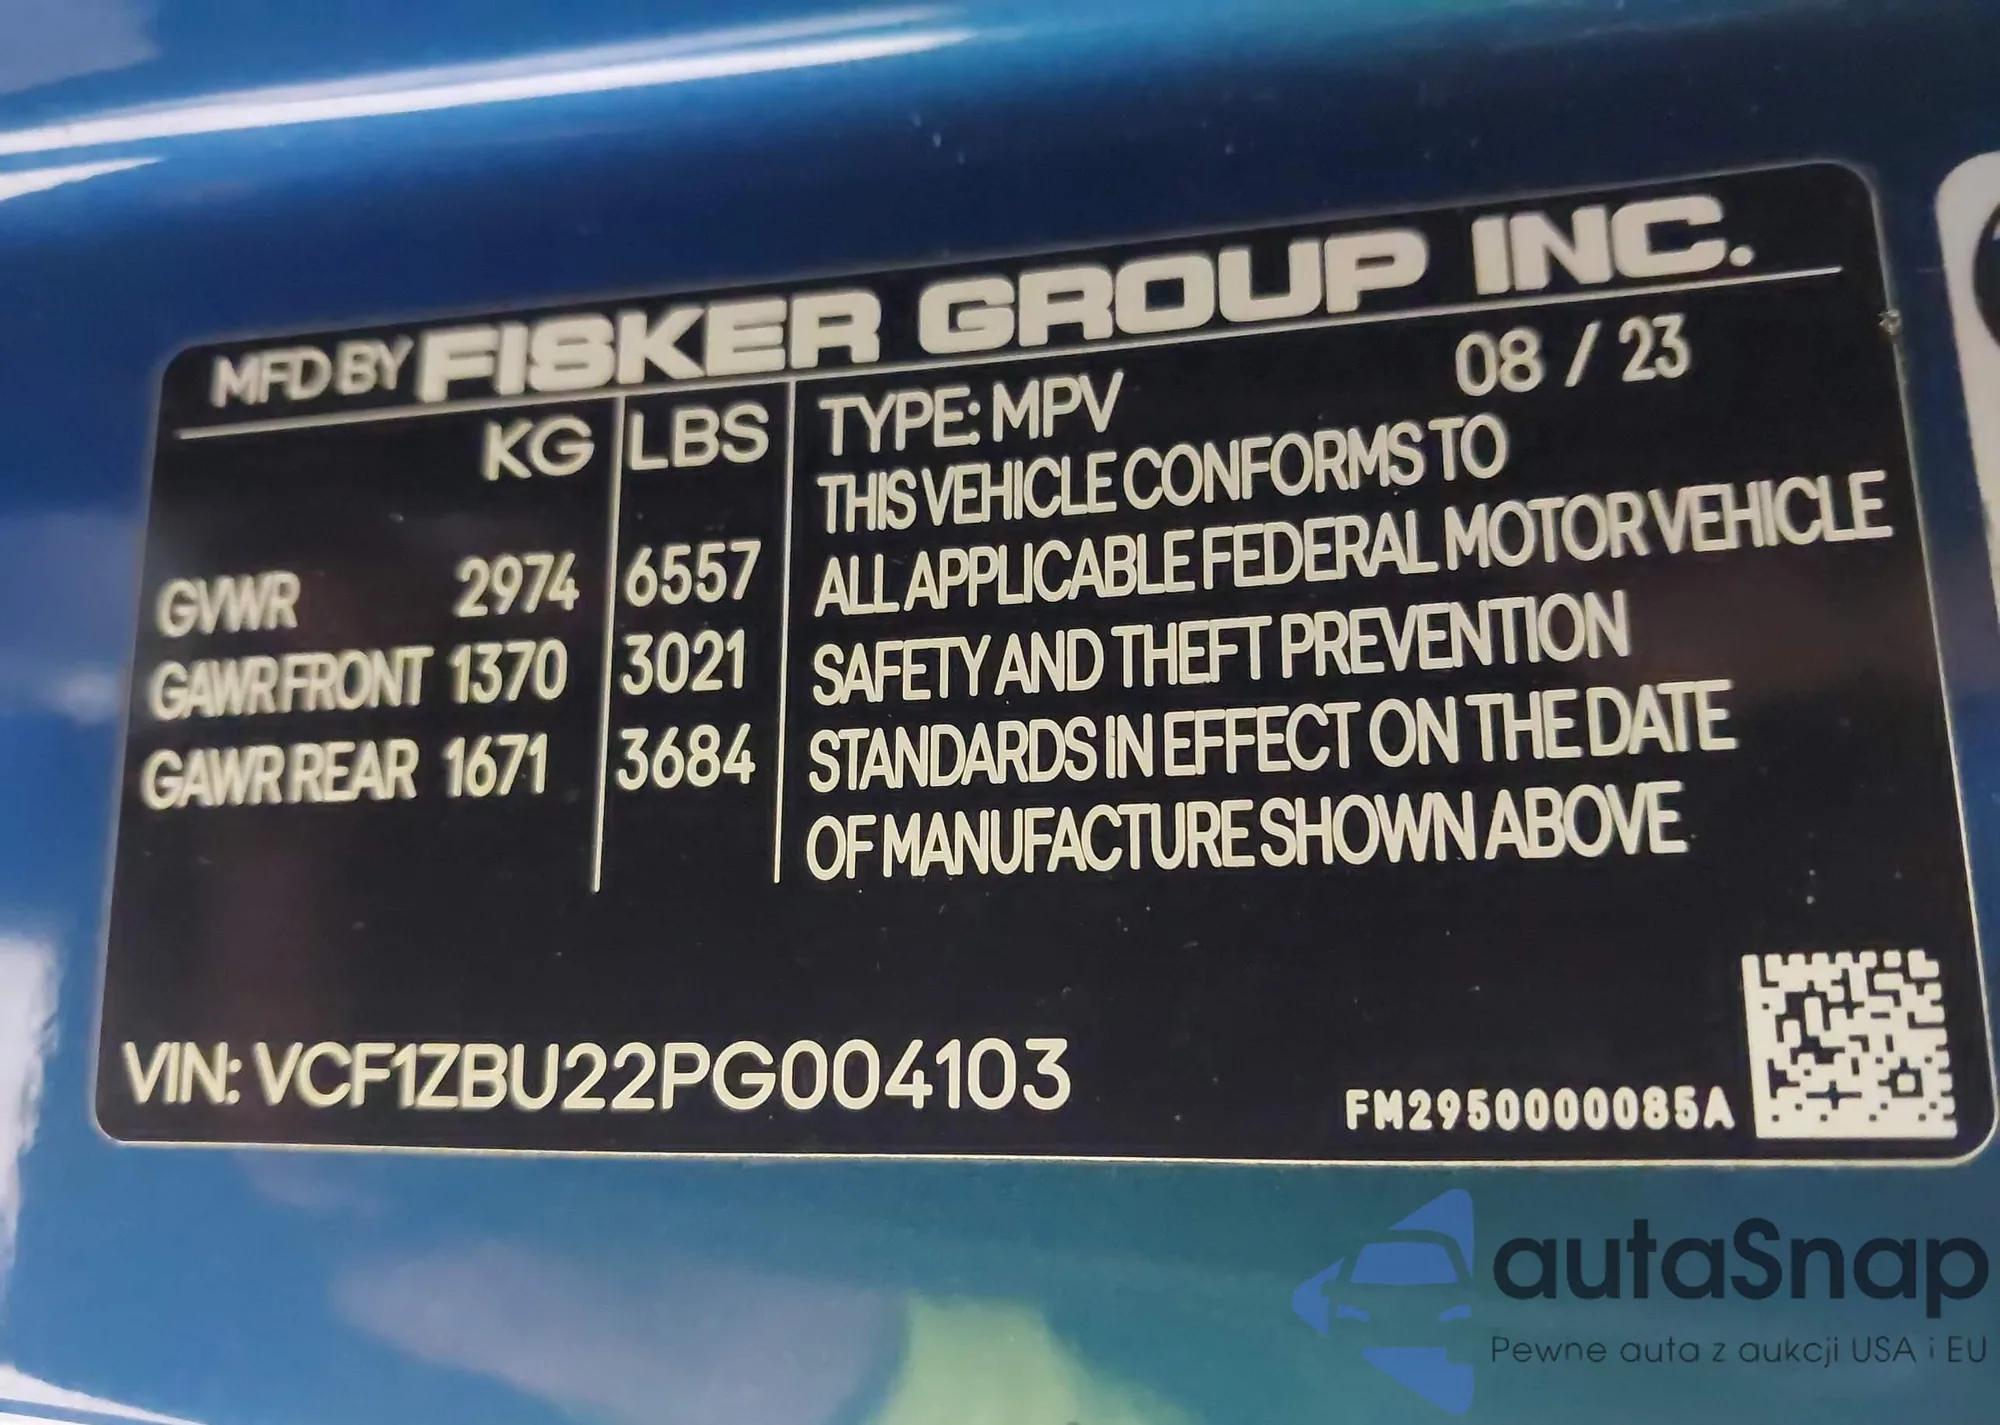 MFD BY FISKER GROUP INC.
KG LBS
TYPE: MPV 08 / 23
THIS VEHICLE CONFORMS TO
GVWR 2974 6557
ALL APPLICABLE FEDERAL MOTOR VEHICLE
GAWR FRONT 1370 3021
SAFETY AND THEFT PREVENTION
GAWR REAR 1671 3684
STANDARDS IN EFFECT ON THE DATE
OF MANUFACTURE SHOWN ABOVE
VIN: VCF1ZBU22PG004103
FM2950000085A
autaSnap
Pewne auta z aukcji USA i EU